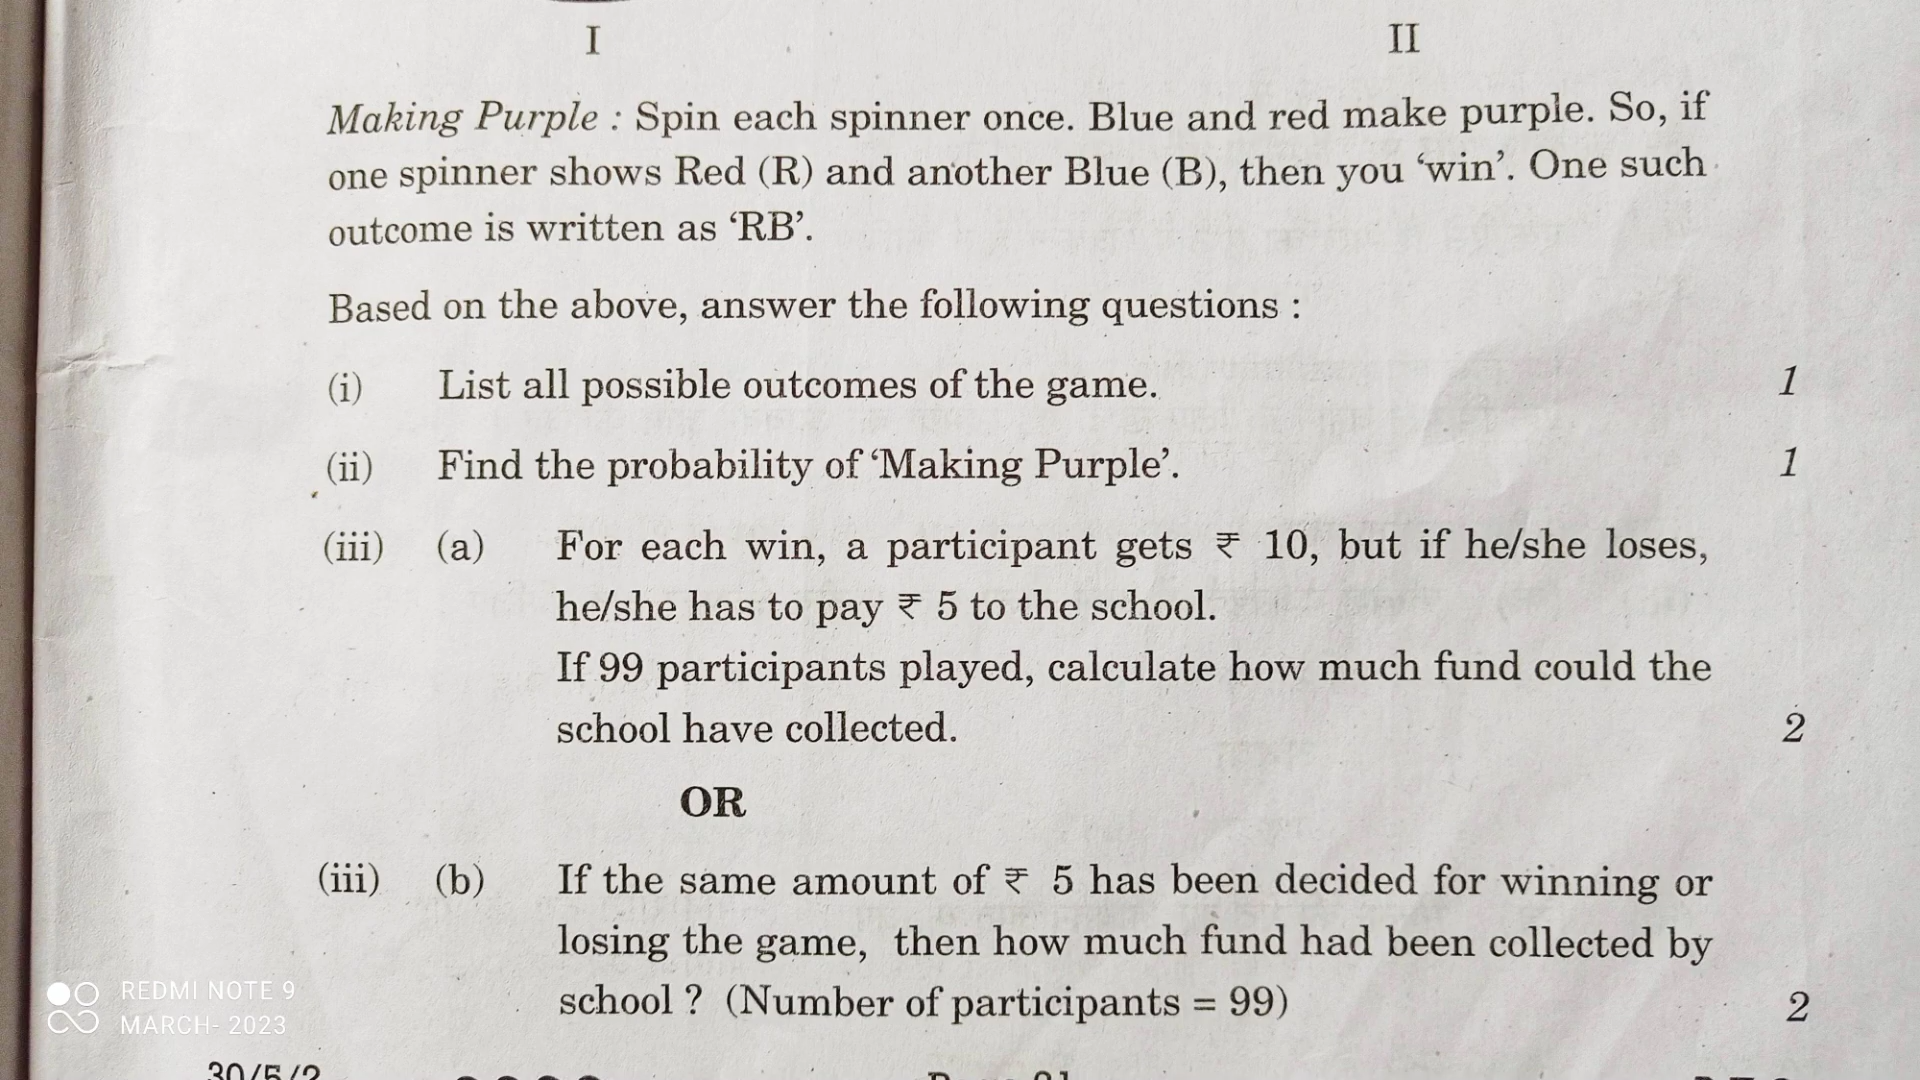 I II
Making Purple : Spin each spinner once. Blue and red make purple. So, if
one spinner shows Red (R) and another Blue (B), then you ‘win’. One such
outcome is written as ‘RB’.
Based on the above, answer the following questions :
(i) List all possible outcomes of the game. 1
(ii) Find the probability of ‘Making Purple’. 1
(iii) (a) For each win, a participant gets ₹ 10, but if he/she loses,
he/she has to pay ₹ 5 to the school.
If 99 participants played, calculate how much fund could the
school have collected. 2
OR
(iii) (b) If the same amount of ₹ 5 has been decided for winning or
losing the game, then how much fund had been collected by
school ? (Number of participants = 99) 2
REDMI NOTE 9
MARCH- 2023
30/5/2